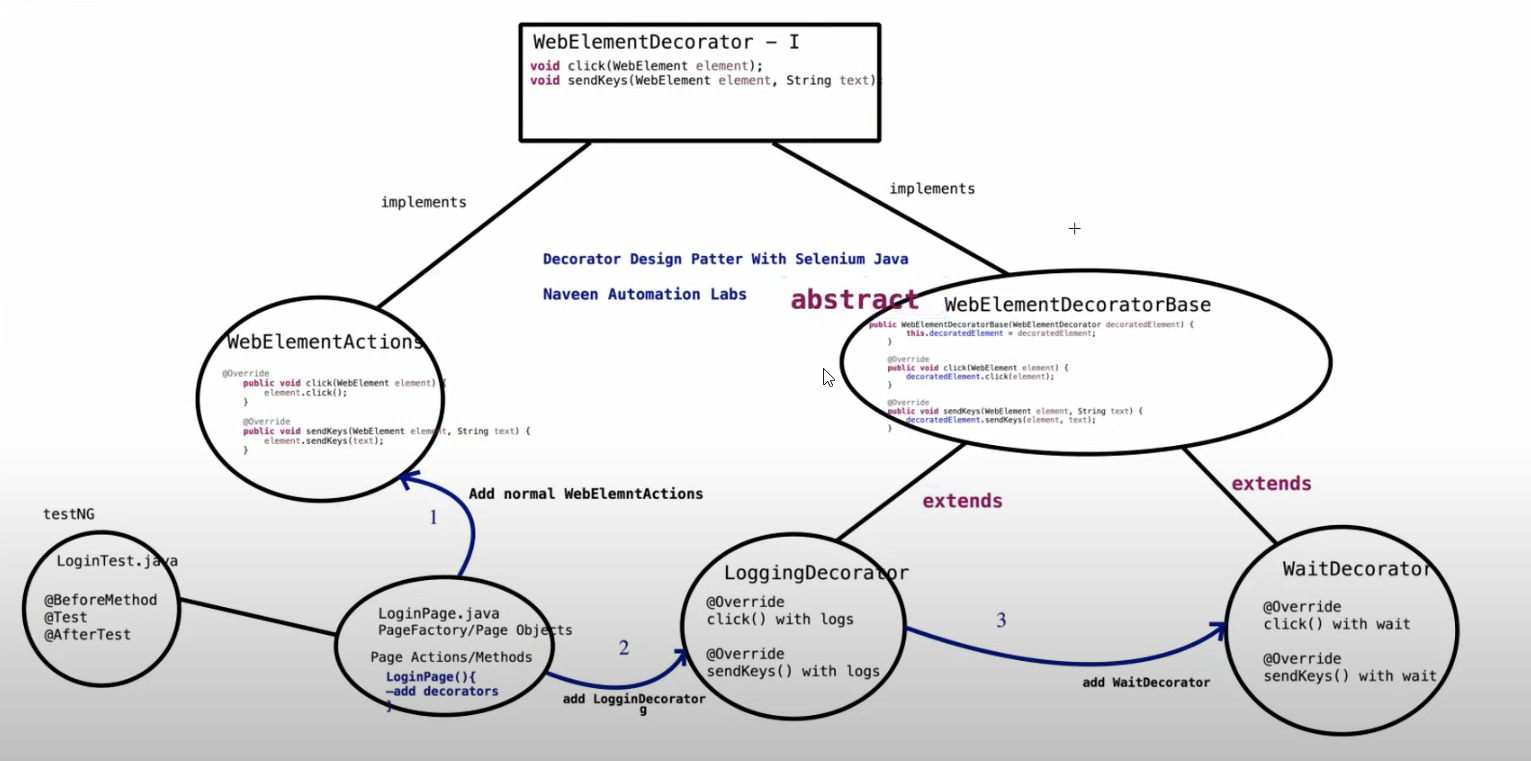 WebElementDecorator – I
void click(WebElement element);
void sendKeys(WebElement element, String text);
implements
implements
Decorator Design Patter With Selenium Java
Naveen Automation Labs
abstract
WebElementDecoratorBase
public WebElementDecoratorBase(WebElementDecorator decoratedElement) {
this.decoratedElement = decoratedElement;
}
@Override
public void click(WebElement element) {
decoratedElement.click(element);
}
@Override
public void sendKeys(WebElement element, String text) {
decoratedElement.sendKeys(element, text);
}
WebElementActions
@Override
public void click(WebElement element) {
element.click();
}
@Override
public void sendKeys(WebElement element, String text) {
element.sendKeys(text);
}
Add normal WebElemntActions
1
extends
extends
testNG
LoginTest.java
@BeforeMethod
@Test
@AfterTest
LoginPage.java
PageFactory/Page Objects
Page Actions/Methods
LoginPage(){
–add decorators
}
2
add LogginDecorator
g
LoggingDecorator
@Override
click() with logs
@Override
sendKeys() with logs
3
add WaitDecorator
WaitDecorator
@Override
click() with wait
@Override
sendKeys() with wait